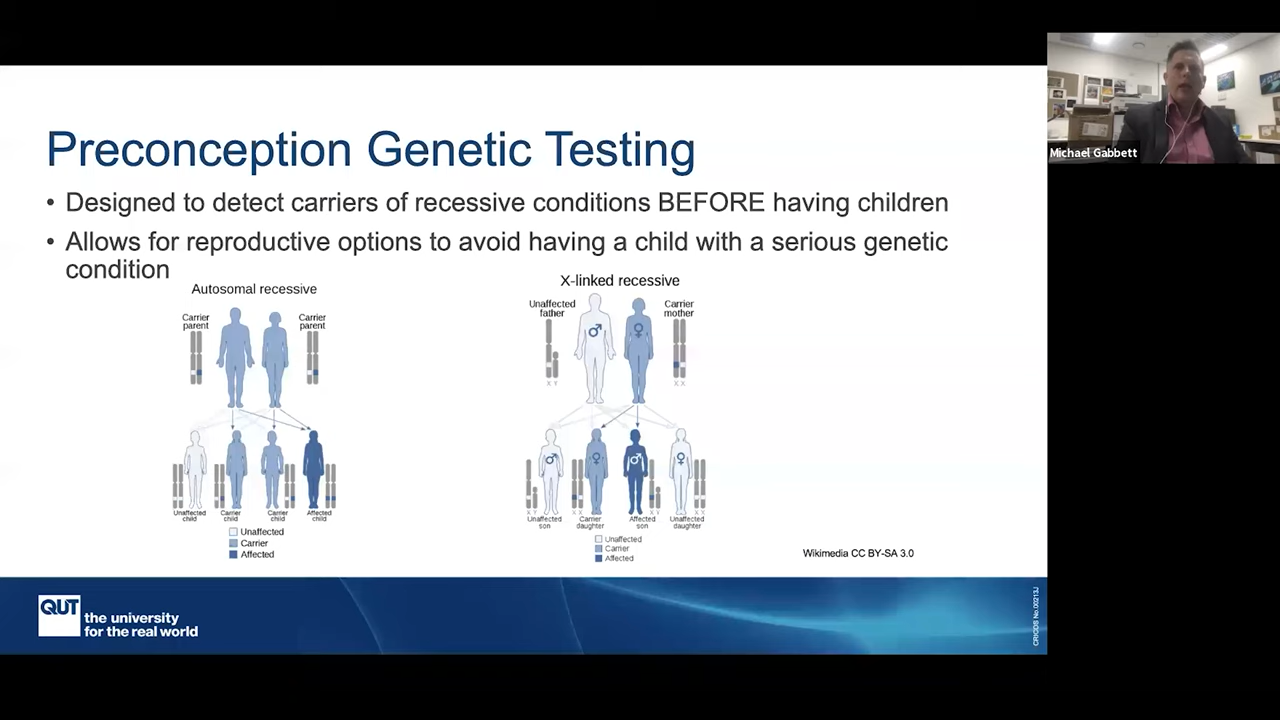 Preconception Genetic Testing
• Designed to detect carriers of recessive conditions BEFORE having children
• Allows for reproductive options to avoid having a child with a serious genetic
condition
Autosomal recessive
Carrier
parent
Carrier
parent
Unaffected
child
Carrier
child
Carrier
child
Affected
child
Unaffected
Carrier
Affected
X-linked recessive
Unaffected
father
Carrier
mother
X Y
X X
X Y
X X
X Y
X X
Unaffected
son
Carrier
daughter
Affected
son
Unaffected
daughter
Unaffected
Carrier
Affected
Wikimedia CC BY-SA 3.0
QUT
the university
for the real world
CRICOS No.00213J
Michael Gabbett